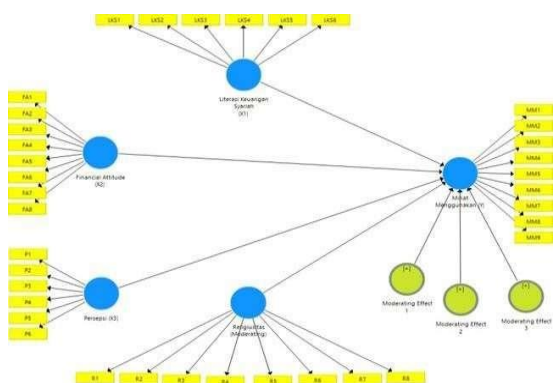 LKS1 LKS2 LKS3 LKS4 LKS5 LKS6
Literasi Keuangan
Syariah
(X1)
FA1
FA2
FA3
FA4
FA5
FA6
FA7
FA8
Financial Attitude
(X2)
MM1
MM2
MM3
MM4
MM5
MM6
MM7
MM8
MM9
Minat
Menggunakan (Y)
P1
P2
P3
P4
P5
P6
Persepsi (X3)
Religiusitas
(Moderating)
[+]
Moderating Effect
1
[+]
Moderating Effect
2
[+]
Moderating Effect
3
R1 R2 R3 R4 R5 R6 R7 R8